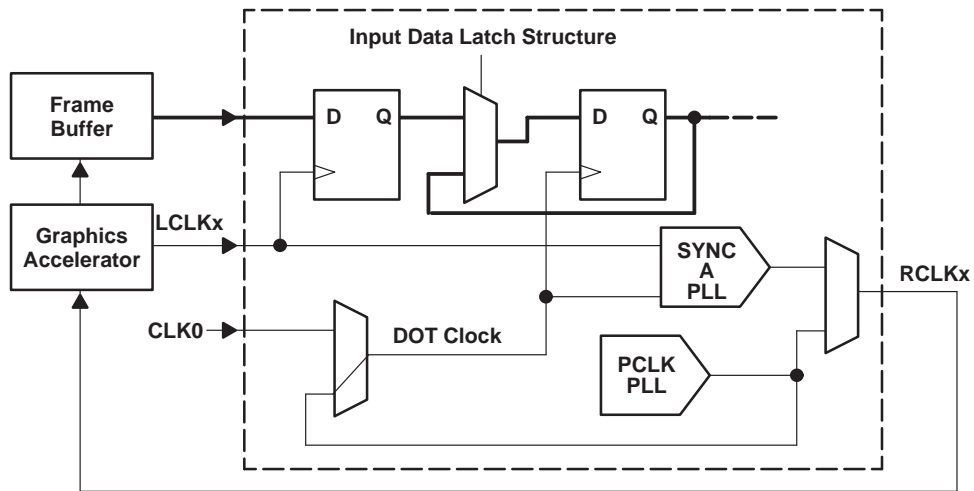 Input Data Latch Structure
Frame
Buffer
D
Q
D
Q
LCLKx
Graphics
Accelerator
SYNC
A
PLL
RCLKx
CLK0
DOT Clock
PCLK
PLL